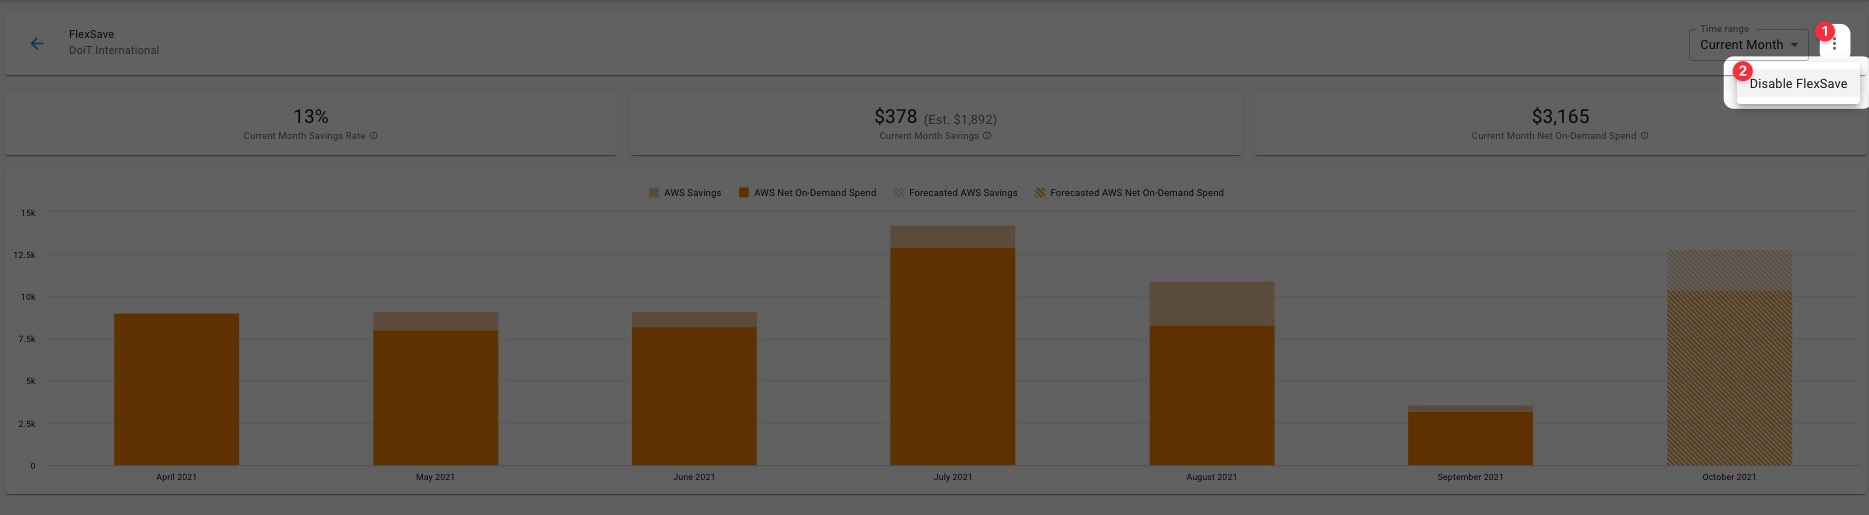 FlexSave
DoiT International
Time range
Current Month
1
2
Disable FlexSave
13%
Current Month Savings Rate
$378 (Est. $1,892)
Current Month Savings
$3,165
Current Month Net On-Demand Spend
AWS Savings AWS Net On-Demand Spend Forecasted AWS Savings Forecasted AWS Net On-Demand Spend
15k
12.5k
10k
7.5k
5k
2.5k
0
April 2021 May 2021 June 2021 July 2021 August 2021 September 2021 October 2021